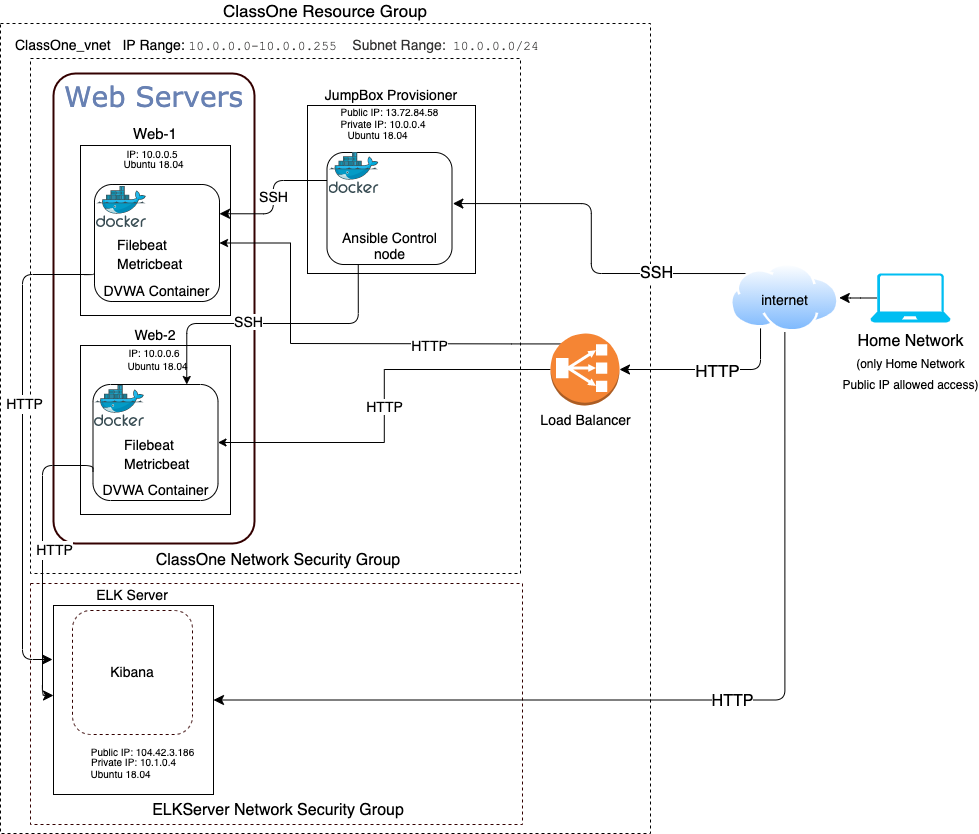 ClassOne Resource Group
ClassOne_vnet IP Range: 10.0.0.0-10.0.0.255 Subnet Range: 10.0.0.0/24
Web Servers
Web-1
IP: 10.0.0.5
Ubuntu 18.04
docker
Filebeat
Metricbeat
DVWA Container
JumpBox Provisioner
Public IP: 13.72.84.58
Private IP: 10.0.0.4
Ubuntu 18.04
docker
Ansible Control
node
SSH
SSH
SSH
internet
Home Network
(only Home Network
Public IP allowed access)
Web-2
IP: 10.0.0.6
Ubuntu 18.04
docker
Filebeat
Metricbeat
DVWA Container
HTTP
HTTP
HTTP
Load Balancer
HTTP
HTTP
ClassOne Network Security Group
ELK Server
Kibana
Public IP: 104.42.3.186
Private IP: 10.1.0.4
Ubuntu 18.04
HTTP
ELKServer Network Security Group